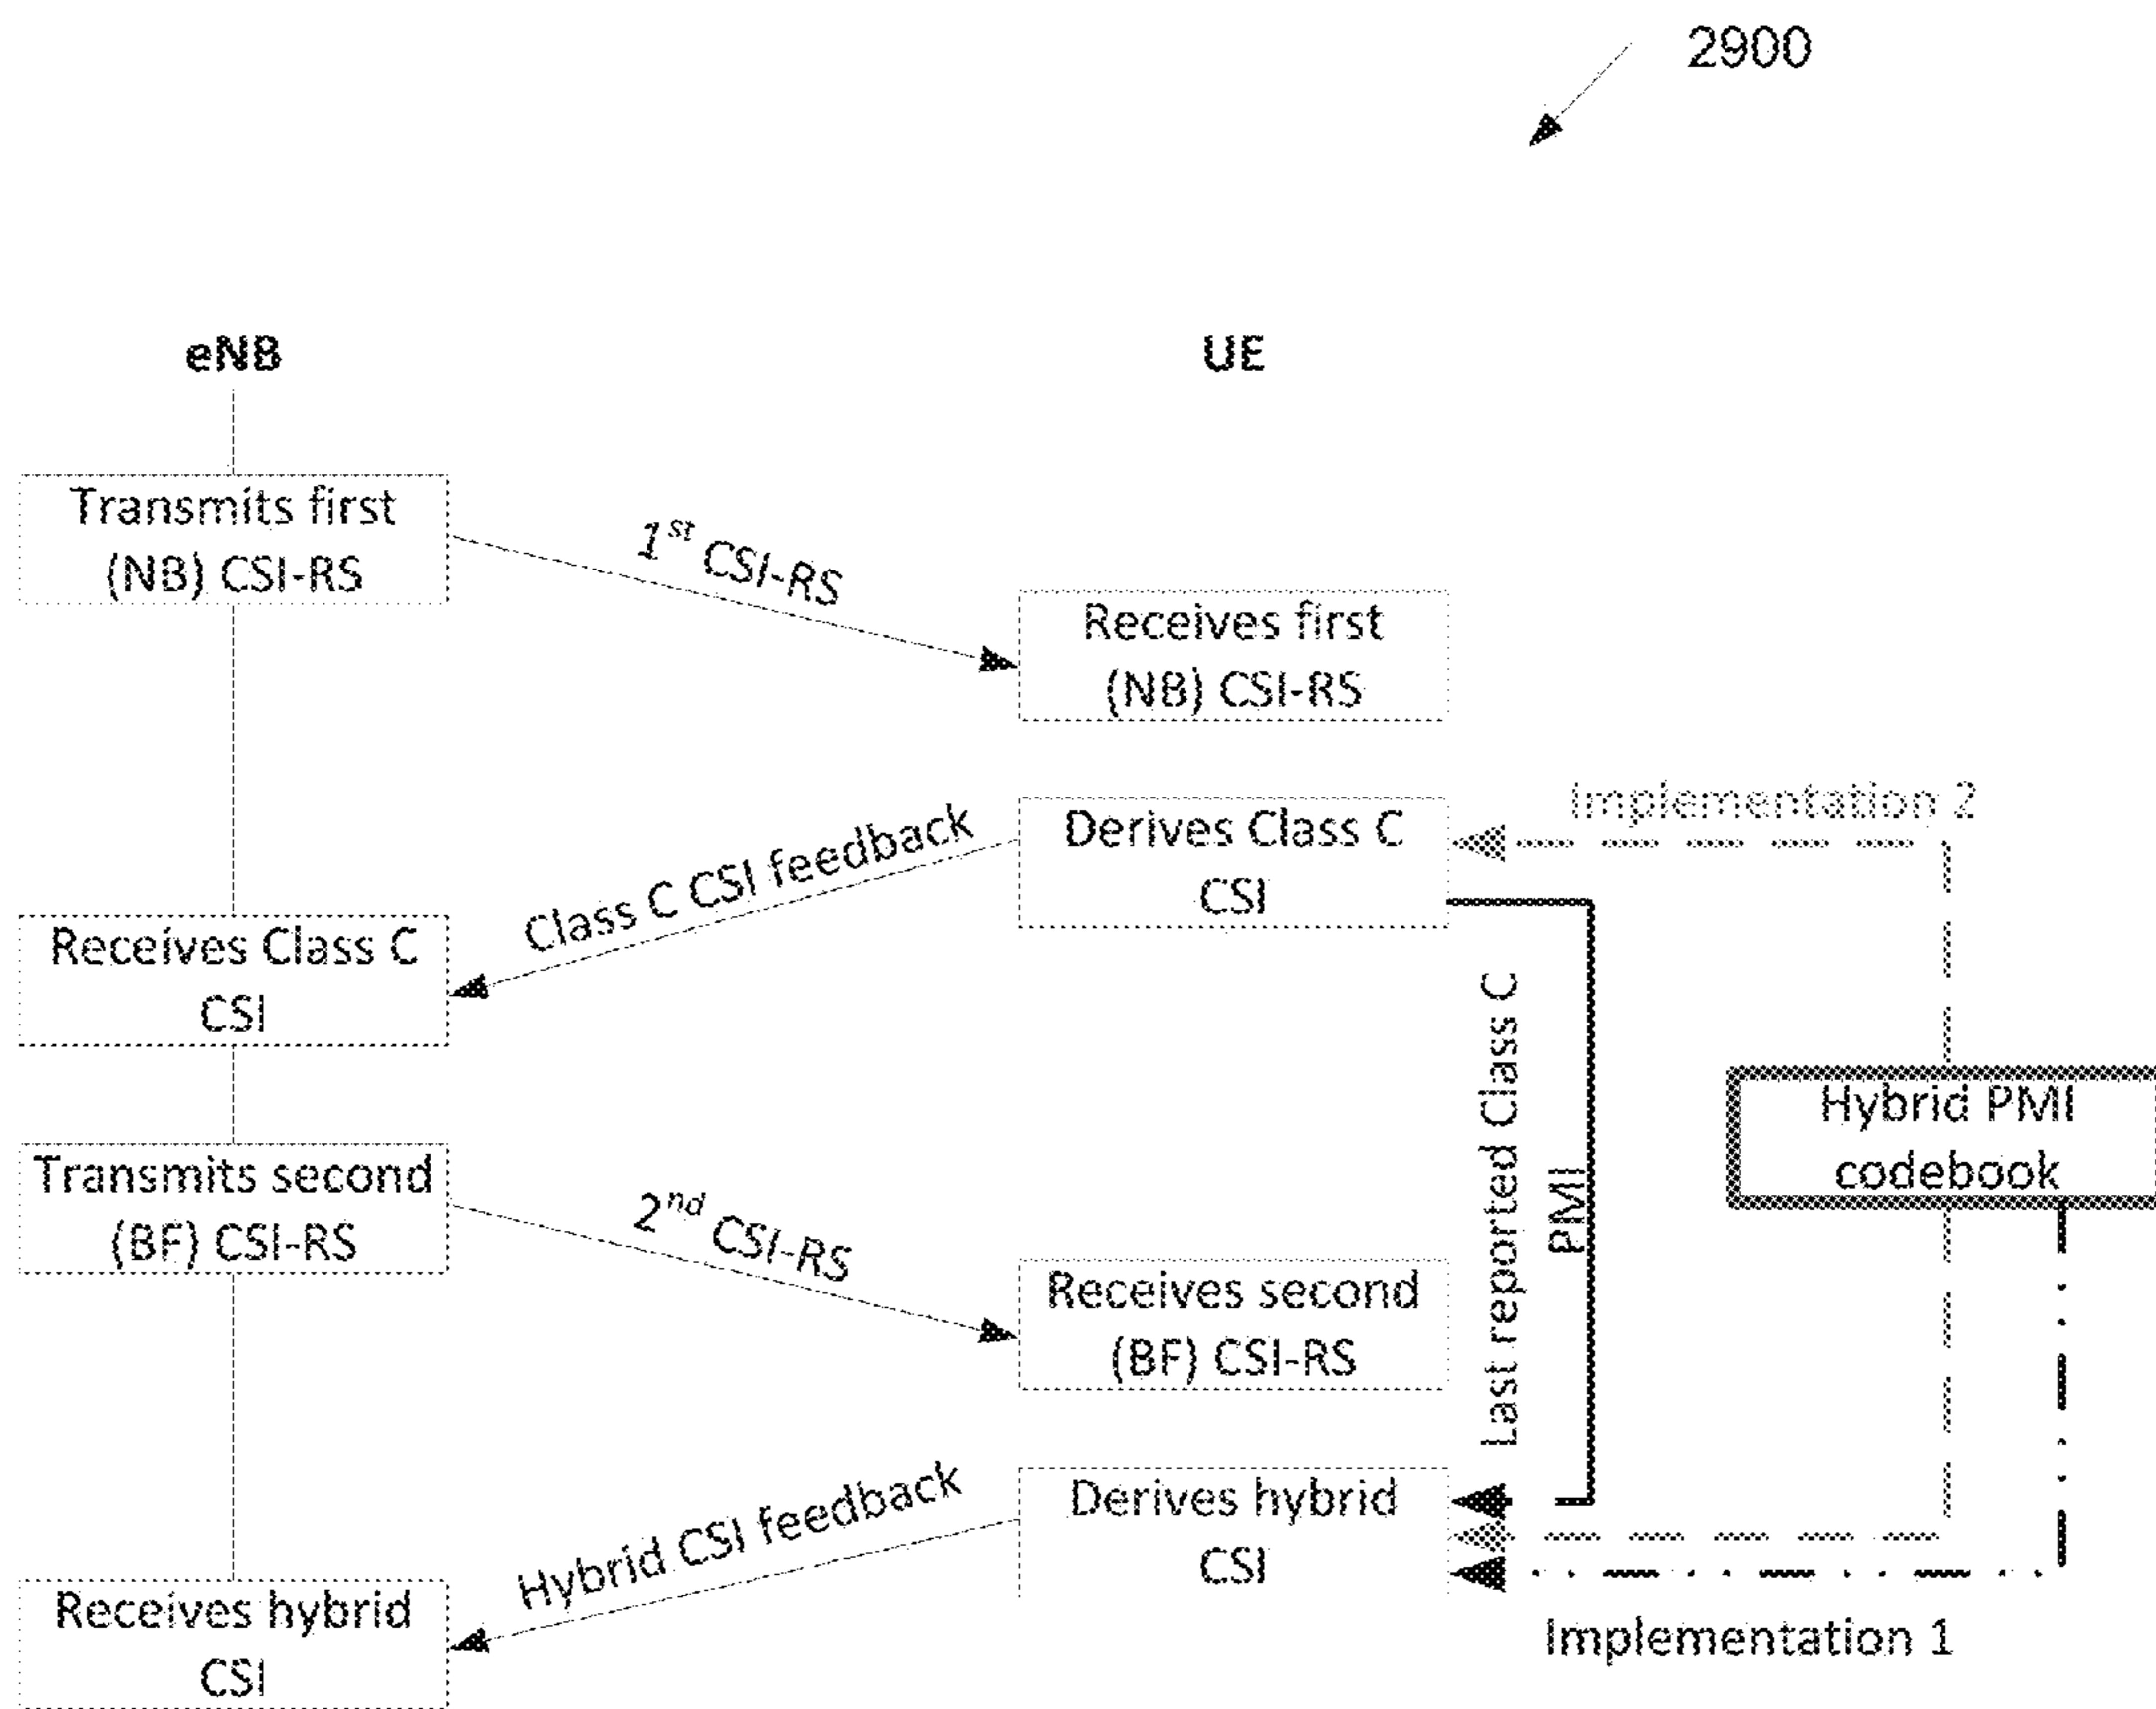 2900
eNB
UE
Transmits first
(NB) CSI-RS
1st CSI-RS
Receives first
(NB) CSI-RS
Implementation 2
Derives Class C
CSI
Class C CSI feedback
Receives Class C
CSI
Last reported Class C
PMI
Hybrid PMI
codebook
Transmits second
(BF) CSI-RS
2nd CSI-RS
Receives second
(BF) CSI-RS
Derives hybrid
CSI
Hybrid CSI feedback
Receives hybrid
CSI
Implementation 1